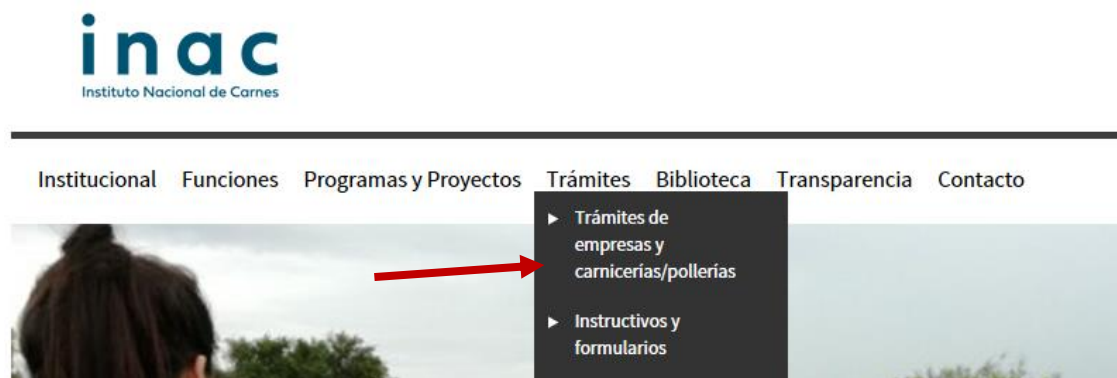 inac
Instituto Nacional de Carnes
Institucional Funciones Programas y Proyectos Trámites Biblioteca Transparencia Contacto
Trámites de
empresas y
carnicerías/pollerías
Instructivos y
formularios